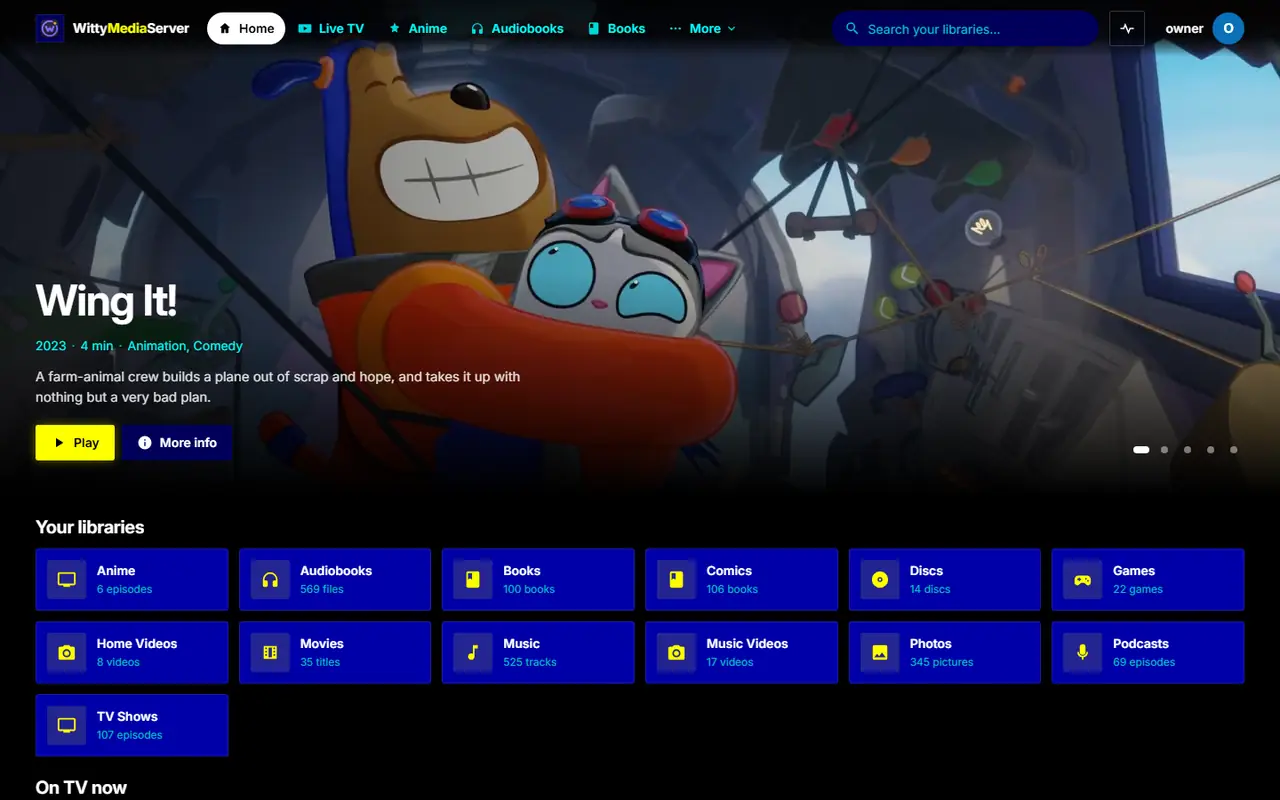 WittyMediaServer
Home
Live TV
Anime
Audiobooks
Books
More
Search your libraries...
owner
O
Wing It!
2023 · 4 min · Animation, Comedy
A farm-animal crew builds a plane out of scrap and hope, and takes it up with
nothing but a very bad plan.
Play
More info
Your libraries
Anime
6 episodes
Audiobooks
569 files
Books
100 books
Comics
106 books
Discs
14 discs
Games
22 games
Home Videos
8 videos
Movies
35 titles
Music
525 tracks
Music Videos
17 videos
Photos
345 pictures
Podcasts
69 episodes
TV Shows
107 episodes
On TV now